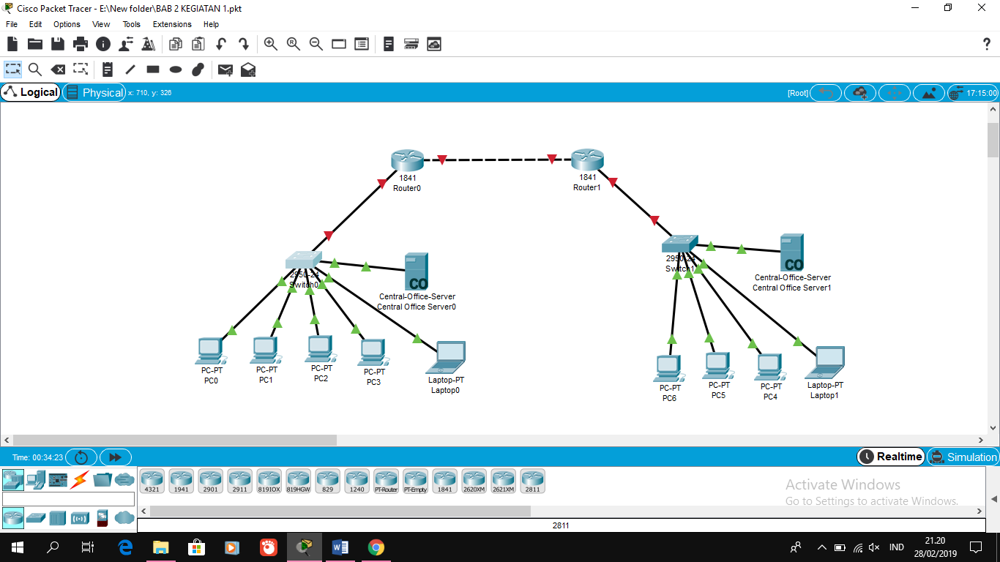 Cisco Packet Tracer - E:\New folder\BAB 2 KEGIATAN 1.pkt
File Edit Options View Tools Extensions Help
?
Logical Physical x: 710, y: 326 [Root] 17:15:00
1841
Router0
1841
Router1
2950-24
Switch0
Central-Office-Server
Central Office Server0
CO
2950-24
Switch1
CO
Central-Office-Server
Central Office Server1
PC-PT
PC0
PC-PT
PC1
PC-PT
PC2
PC-PT
PC3
Laptop-PT
Laptop0
PC-PT
PC6
PC-PT
PC5
PC-PT
PC4
Laptop-PT
Laptop1
Time: 00:34:23 Realtime Simulation
4321 1941 2901 2911 819IOX 819HGW 829 1240 PT-Router PT-Empty 1841 2620XM 2621XM 2811
Activate Windows
Go to Settings to activate Windows.
2811
IND
21.20
28/02/2019